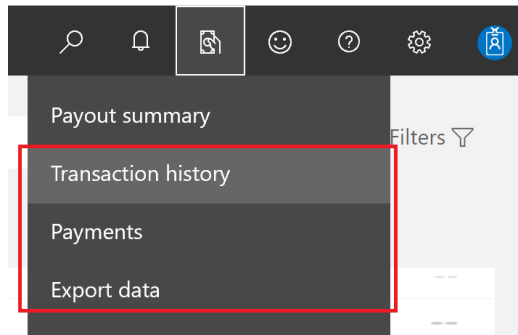 Payout summary
Filters
Transaction history
Payments
Export data